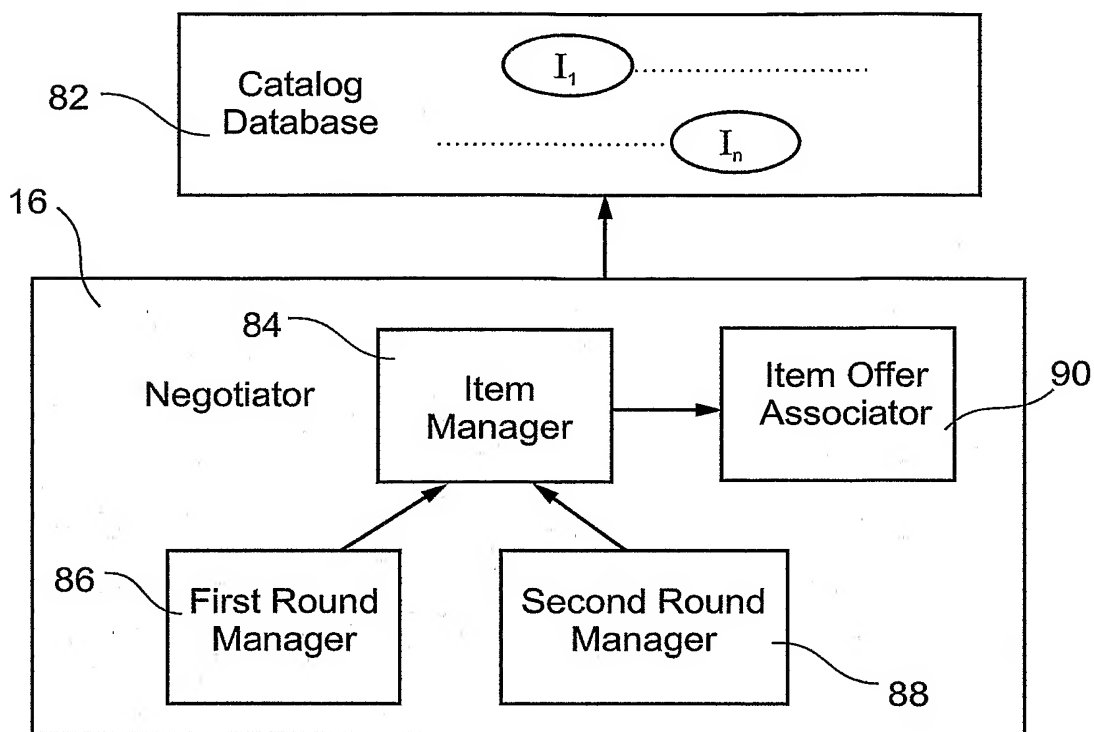 I₁
Catalog
Database
82
Iₙ
16
84
Negotiator
Item
Manager
Item Offer
Associator
90
86
First Round
Manager
Second Round
Manager
88